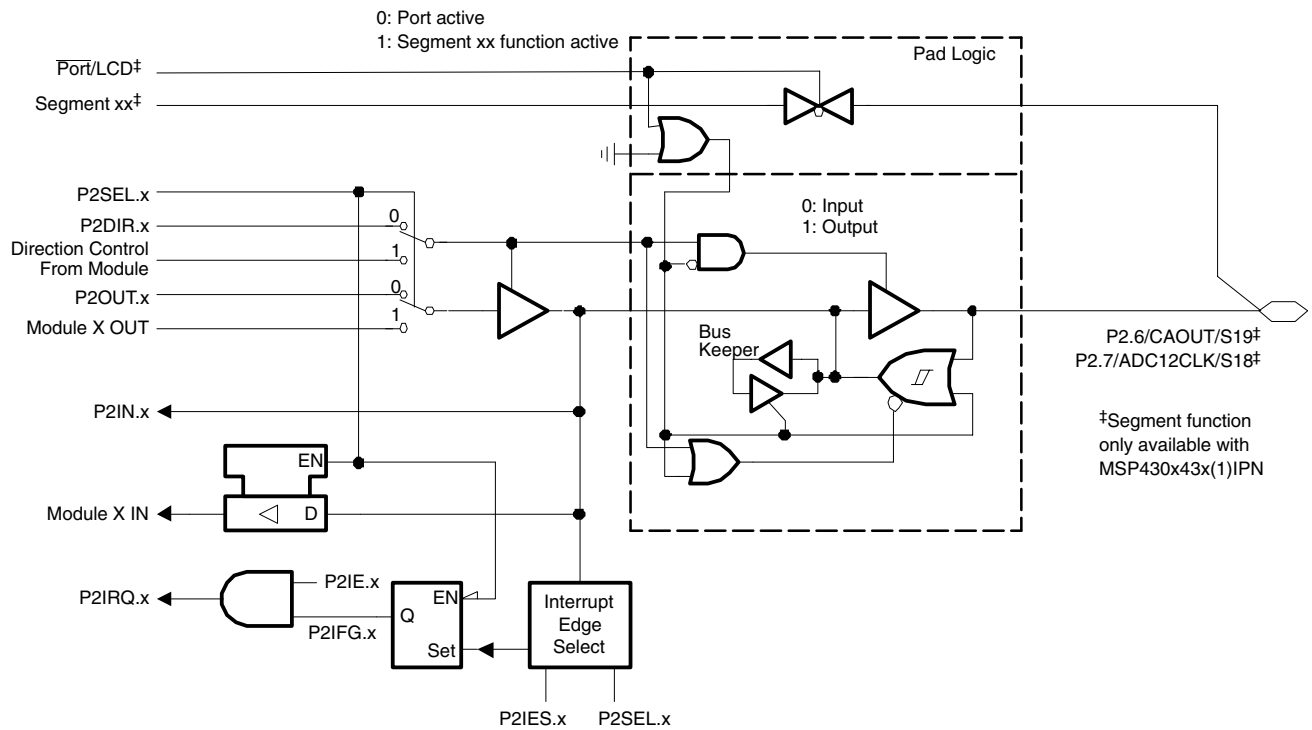 0: Port active
1: Segment xx function active
Pad Logic
Port/LCD‡
Segment xx‡
P2SEL.x
P2DIR.x
0
Direction Control
From Module
1
0: Input
1: Output
P2OUT.x
0
Module X OUT
1
Bus
Keeper
P2.6/CAOUT/S19‡
P2.7/ADC12CLK/S18‡
P2IN.x
‡Segment function
only available with
MSP430x43x(1)IPN
EN
Module X IN
D
P2IE.x
P2IRQ.x
P2IFG.x
Q
EN
Set
Interrupt
Edge
Select
P2IES.x
P2SEL.x